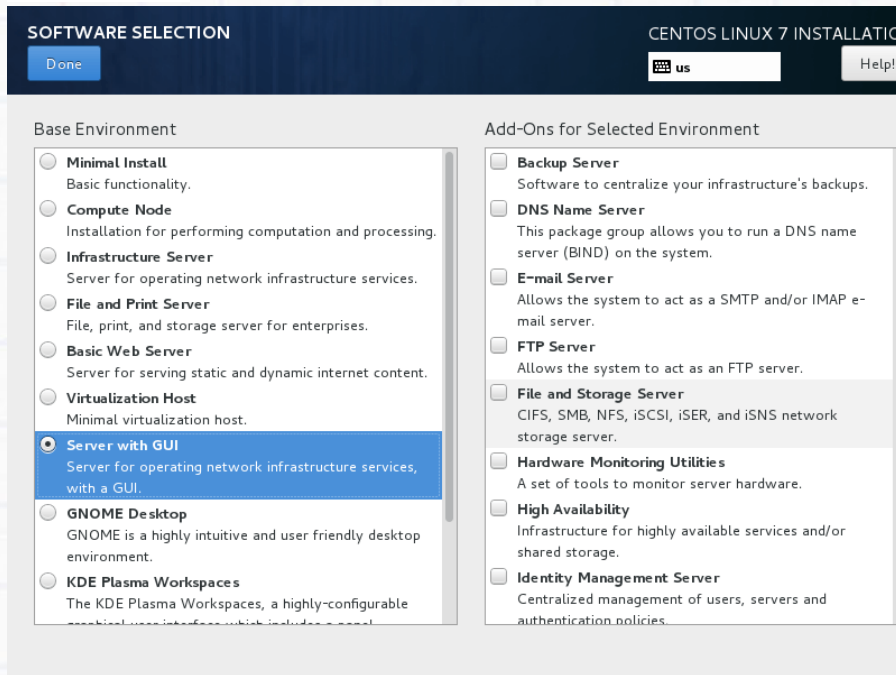 SOFTWARE SELECTION
CENTOS LINUX 7 INSTALLATIO
Done
us
Help!
Base Environment
Minimal Install
Basic functionality.
Compute Node
Installation for performing computation and processing.
Infrastructure Server
Server for operating network infrastructure services.
File and Print Server
File, print, and storage server for enterprises.
Basic Web Server
Server for serving static and dynamic internet content.
Virtualization Host
Minimal virtualization host.
Server with GUI
Server for operating network infrastructure services,
with a GUI.
GNOME Desktop
GNOME is a highly intuitive and user friendly desktop
environment.
KDE Plasma Workspaces
The KDE Plasma Workspaces, a highly-configurable
graphical user interface which includes a panel
Add-Ons for Selected Environment
Backup Server
Software to centralize your infrastructure's backups.
DNS Name Server
This package group allows you to run a DNS name
server (BIND) on the system.
E-mail Server
Allows the system to act as a SMTP and/or IMAP e-
mail server.
FTP Server
Allows the system to act as an FTP server.
File and Storage Server
CIFS, SMB, NFS, iSCSI, iSER, and iSNS network
storage server.
Hardware Monitoring Utilities
A set of tools to monitor server hardware.
High Availability
Infrastructure for highly available services and/or
shared storage.
Identity Management Server
Centralized management of users, servers and
authentication policies.